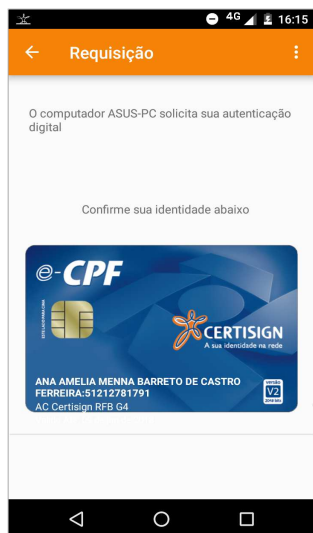 4G 16:15
Requisição
O computador ASUS-PC solicita sua autenticação
digital
Confirme sua identidade abaixo
e-CPF
CERTISIGN
A sua identidade na rede
ANA AMELIA MENNA BARRETO DE CASTRO
FERREIRA:51212781791
AC Certisign RFB G4
versão
V2